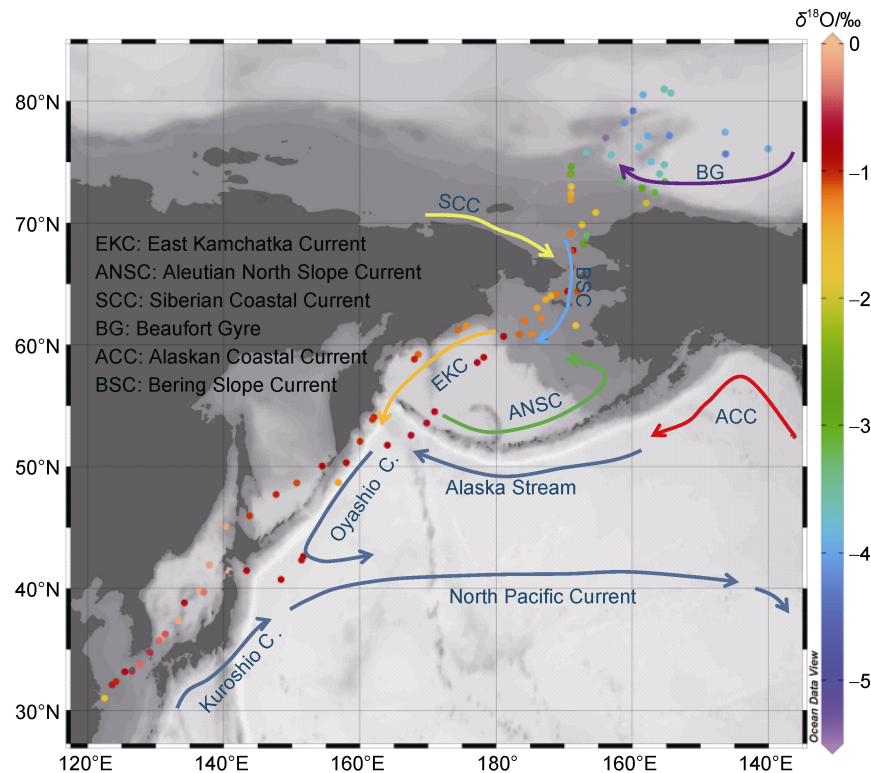 δ¹⁸O/‰
0
80°N
−1
BG
SCC
70°N
EKC: East Kamchatka Current
ANSC: Aleutian North Slope Current
BSC
SCC: Siberian Coastal Current
−2
BG: Beaufort Gyre
60°N
ACC: Alaskan Coastal Current
EKC
BSC: Bering Slope Current
ANSC
ACC
−3
50°N
Oyashio C.
Alaska Stream
−4
40°N
North Pacific Current
Kuroshio C.
−5
Ocean Data View
30°N
120°E
140°E
160°E
180°
160°E
140°E